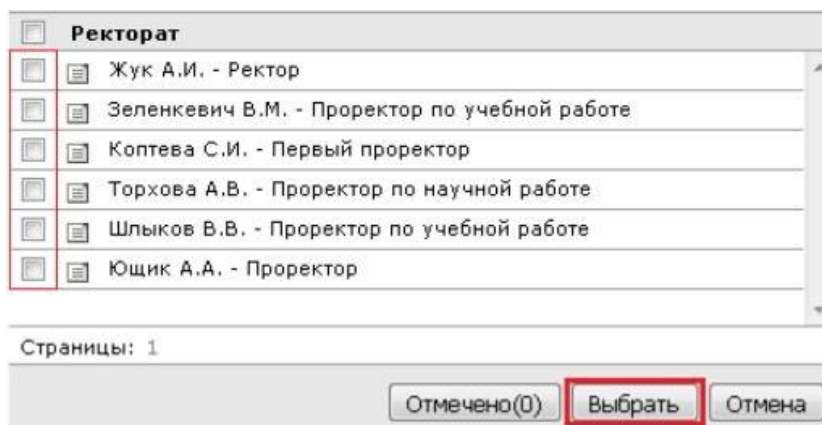 Ректорат
Жук А.И. - Ректор
Зеленкевич В.М. - Проректор по учебной работе
Коптева С.И. - Первый проректор
Торхова А.В. - Проректор по научной работе
Шлыков В.В. - Проректор по учебной работе
Ющик А.А. - Проректор
Страницы: 1
Отмечено(0) Выбрать Отмена